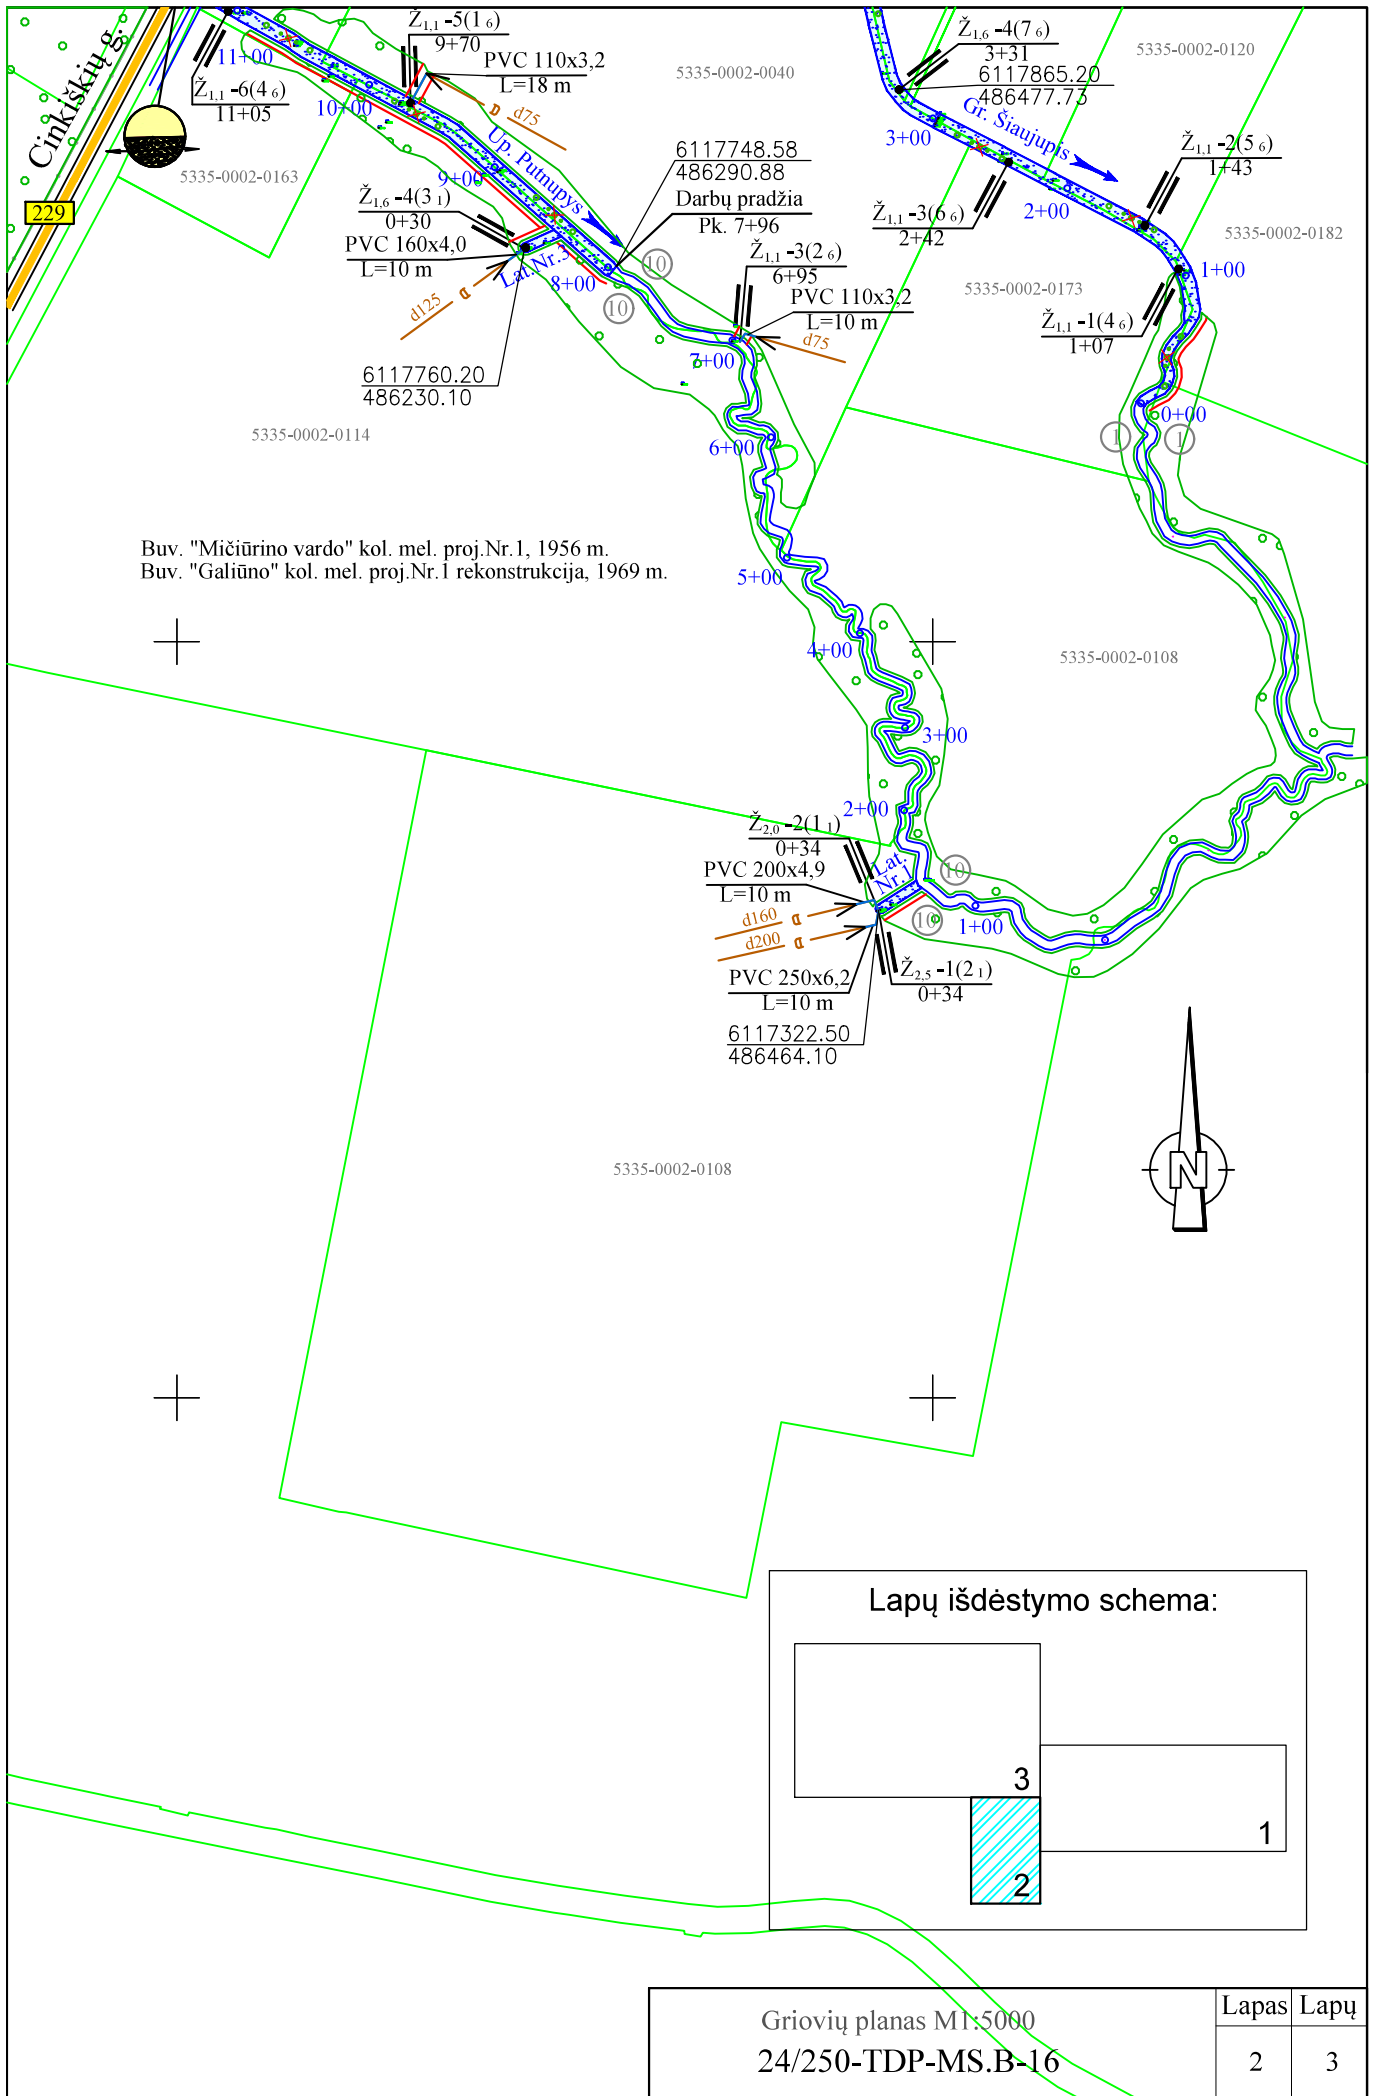 Cinkiškių g.
229
11+00
Ž1,1 -6(4 6)
11+05
10+00
Ž1,1 -5(1 6)
9+70
PVC 110x3,2
L=18 m
d75
Up. Putnupys
5335-0002-0040
5335-0002-0163
9+00
6117748.58
486290.88
Darbų pradžia
Pk. 7+96
Ž1,6 -4(3 1)
0+30
PVC 160x4,0
L=10 m
Lat.Nr.3
8+00
d125
10
10
6117760.20
486230.10
Ž1,1 -3(2 6)
6+95
PVC 110x3,2
L=10 m
d75
7+00
Ž1,6 -4(7 6)
3+31
6117865.20
486477.73
5335-0002-0120
3+00
Gr. Šiaujupis
Ž1,1 -2(5 6)
1+43
2+00
Ž1,1 -3(6 6)
2+42
5335-0002-0182
1+00
5335-0002-0173
Ž1,1 -1(4 6)
1+07
0+00
1
1
5335-0002-0114
6+00
Buv. "Mičiūrino vardo" kol. mel. proj.Nr.1, 1956 m.
Buv. "Galiūno" kol. mel. proj.Nr.1 rekonstrukcija, 1969 m.
5+00
4+00
5335-0002-0108
3+00
2+00
Ž2,0 -2(1 1)
0+34
PVC 200x4,9
L=10 m
Lat.
Nr.1
10
10
d160
d200
1+00
PVC 250x6,2
L=10 m
Ž2,5 -1(2 1)
0+34
6117322.50
486464.10
5335-0002-0108
N
Lapų išdėstymo schema:
3
1
2
Griovių planas M1:5000
24/250-TDP-MS.B-16
Lapas Lapų
2 3